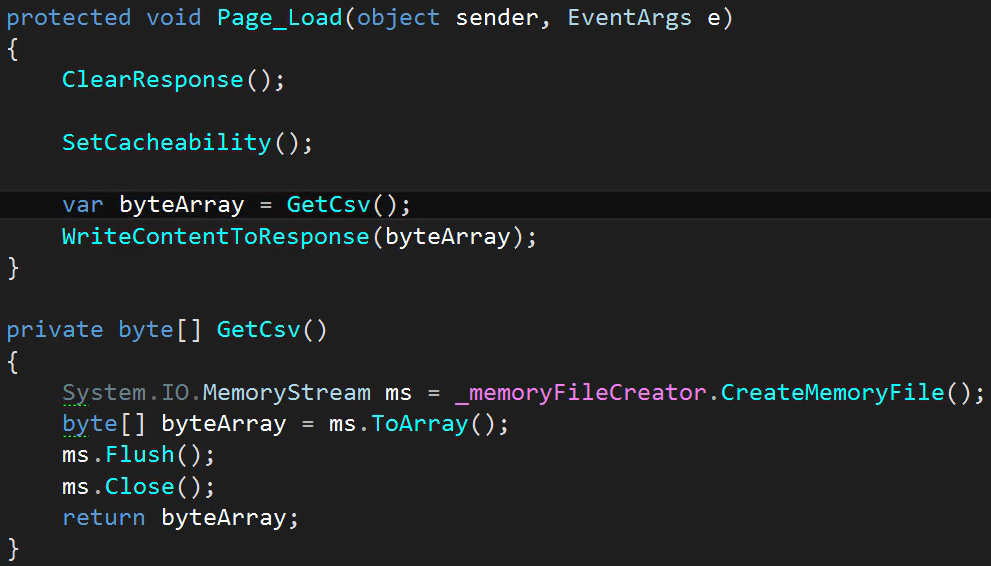 protected void Page_Load(object sender, EventArgs e)
{
    ClearResponse();

    SetCacheability();

    var byteArray = GetCsv();
    WriteContentToResponse(byteArray);
}

private byte[] GetCsv()
{
    System.IO.MemoryStream ms = _memoryFileCreator.CreateMemoryFile();
    byte[] byteArray = ms.ToArray();
    ms.Flush();
    ms.Close();
    return byteArray;
}